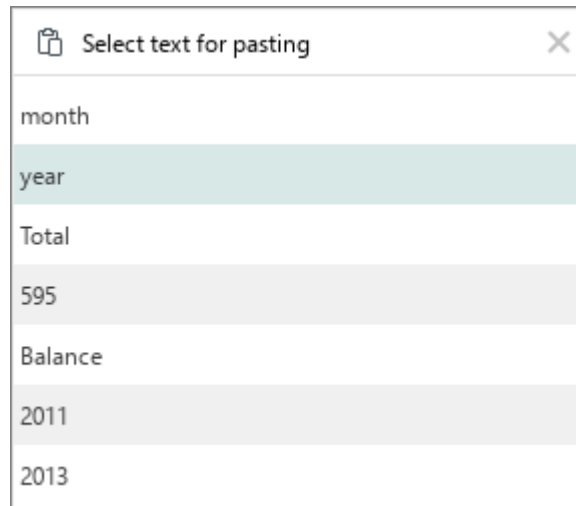 Select text for pasting
month
year
Total
595
Balance
2011
2013